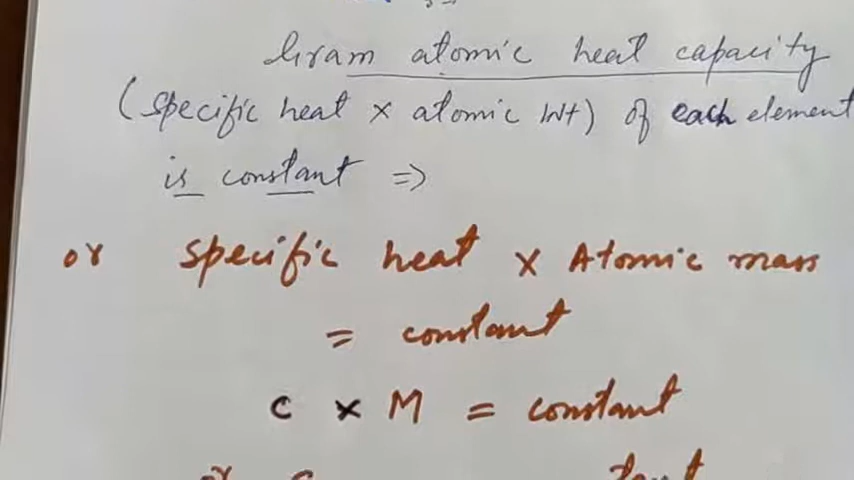 Gram atomic heat capacity
(specific heat × atomic wt) of each element
is constant ⇒
or specific heat × Atomic mass
= constant
C × M = constant
or